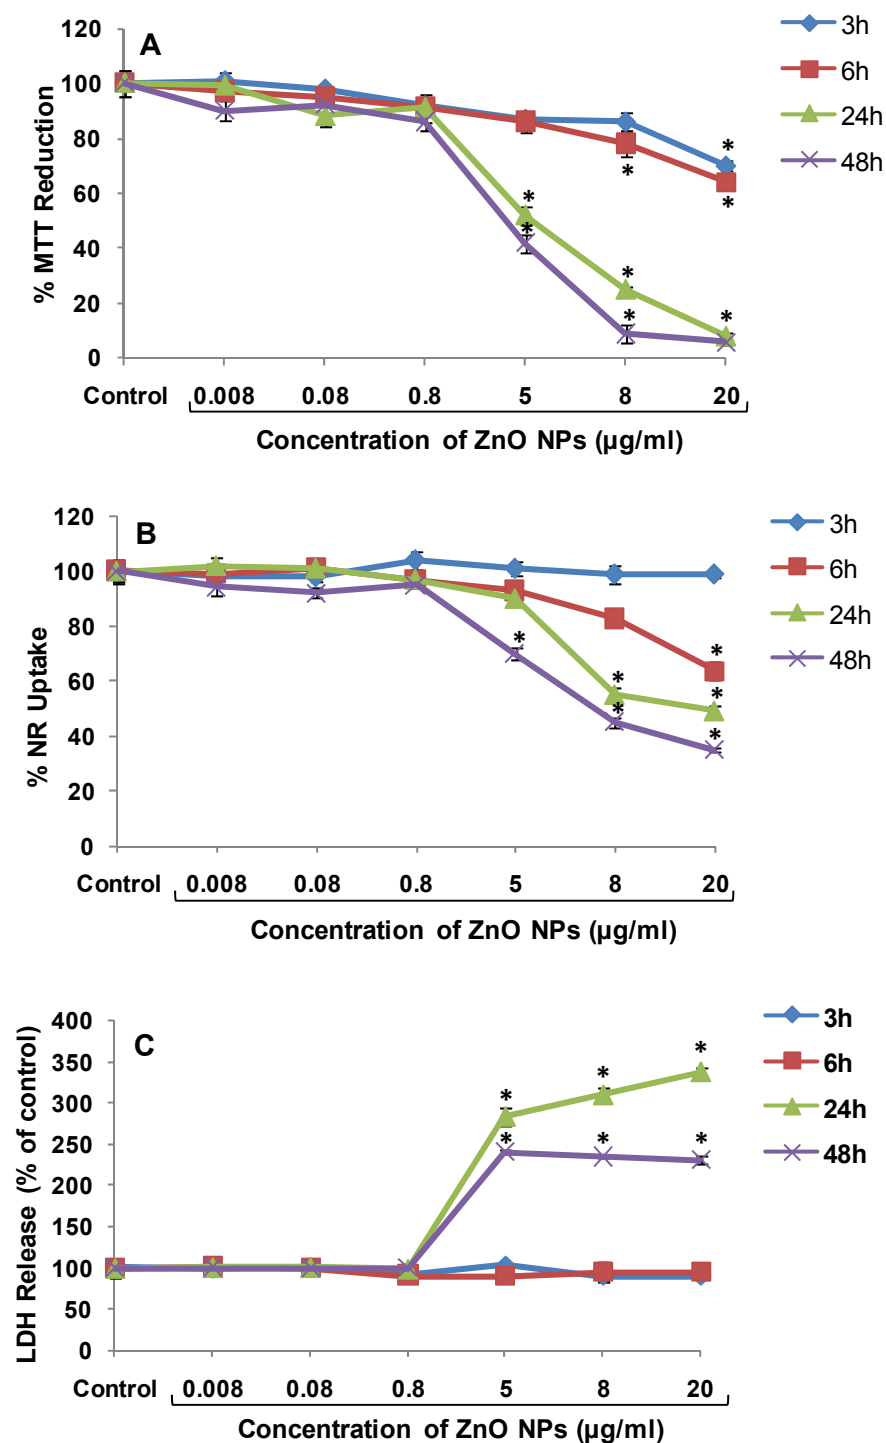 120
A
100
80
60
40
20
0
% MTT Reduction
* * * * * * * * *
Control 0.008 0.08 0.8 5 8 20
Concentration of ZnO NPs (µg/ml)
3h
6h
24h
48h
120
B
100
80
60
40
20
0
% NR Uptake
* * * * * *
Control 0.008 0.08 0.8 5 8 20
Concentration of ZnO NPs (µg/ml)
3h
6h
24h
48h
400
C
350
300
250
200
150
100
50
0
LDH Release (% of control)
* * * * * *
Control 0.008 0.08 0.8 5 8 20
Concentration of ZnO NPs (µg/ml)
3h
6h
24h
48h